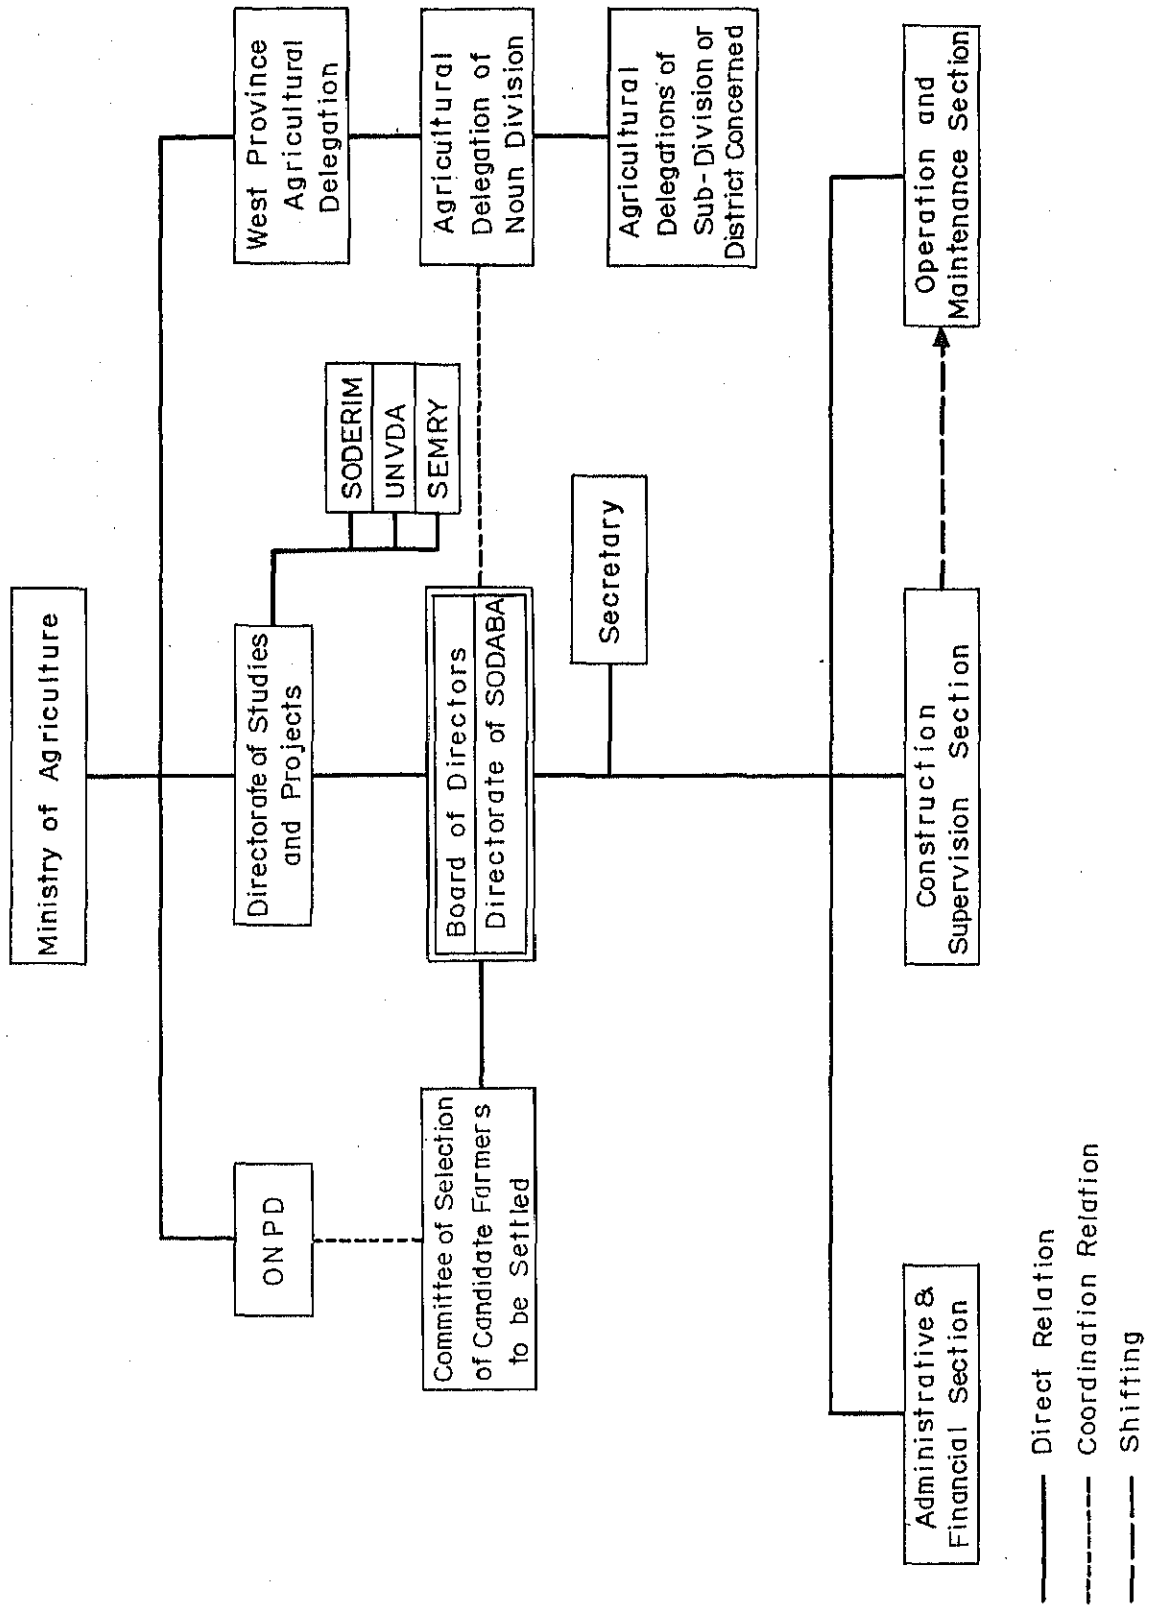 Ministry of Agriculture
ONPD
Directorate of Studies
and Projects
West Province
Agricultural
Delegation
SODERIM
UNVDA
SEMRY
Committee of Selection
of Candidate Farmers
to be Settled
Board of Directors
Directorate of SODABA
Agricultural
Delegation of
Noun Division
Secretary
Agricultural
Delegations of
Sub-Division or
District Concerned
Administrative &
Financial Section
Construction
Supervision Section
Operation and
Maintenance Section
Direct Relation
Coordination Relation
Shifting